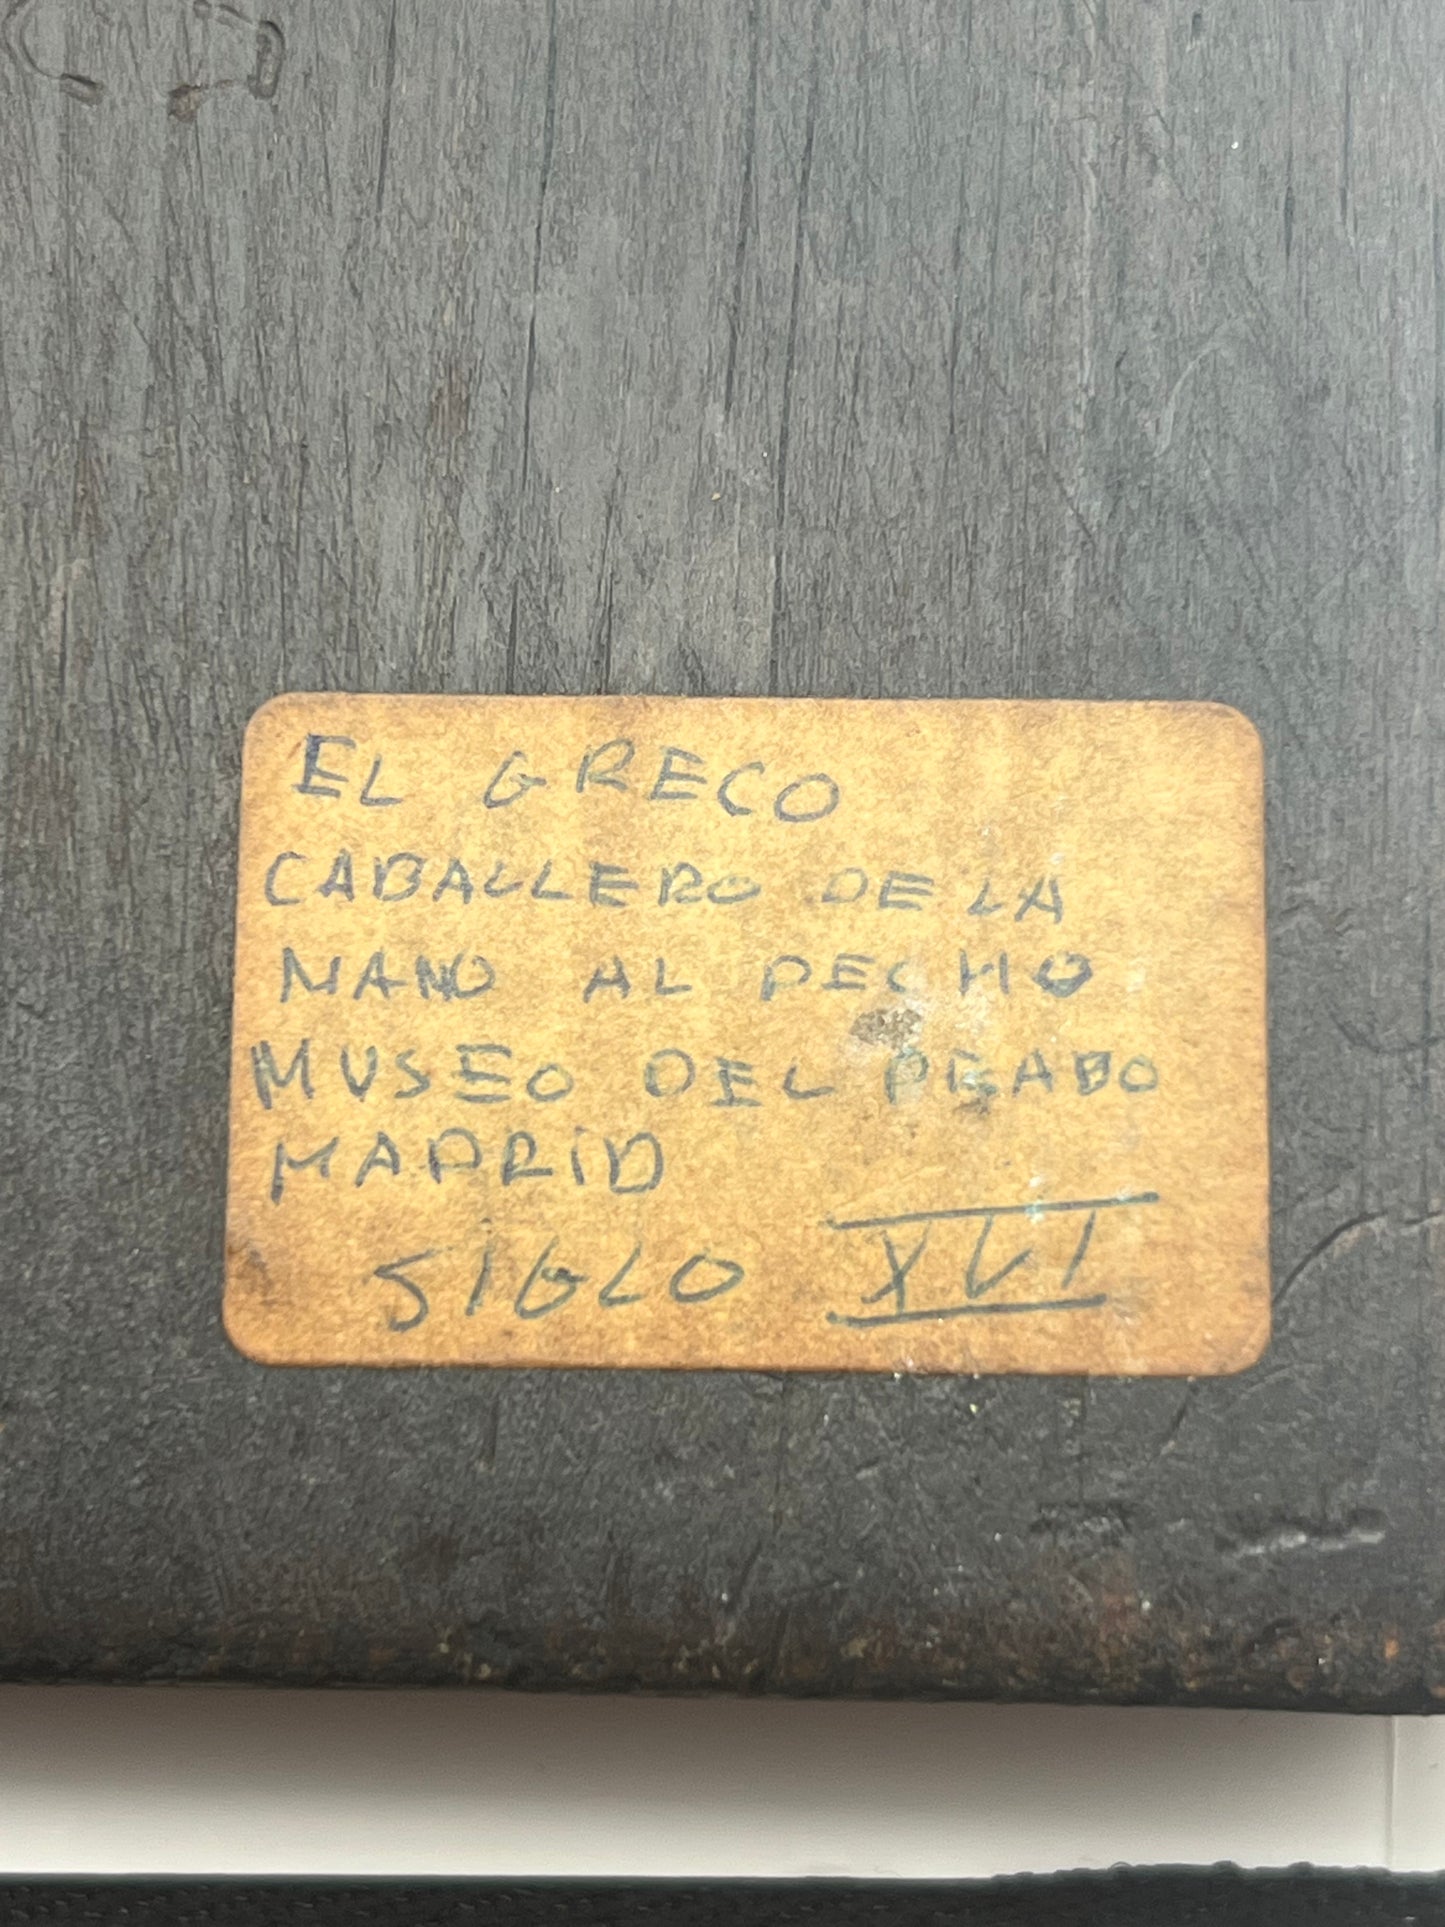 EL GRECO
CABALLERO DE LA
MANO AL PECHO
MUSEO DEL PRADO
MADRiD
SiGLO XVI